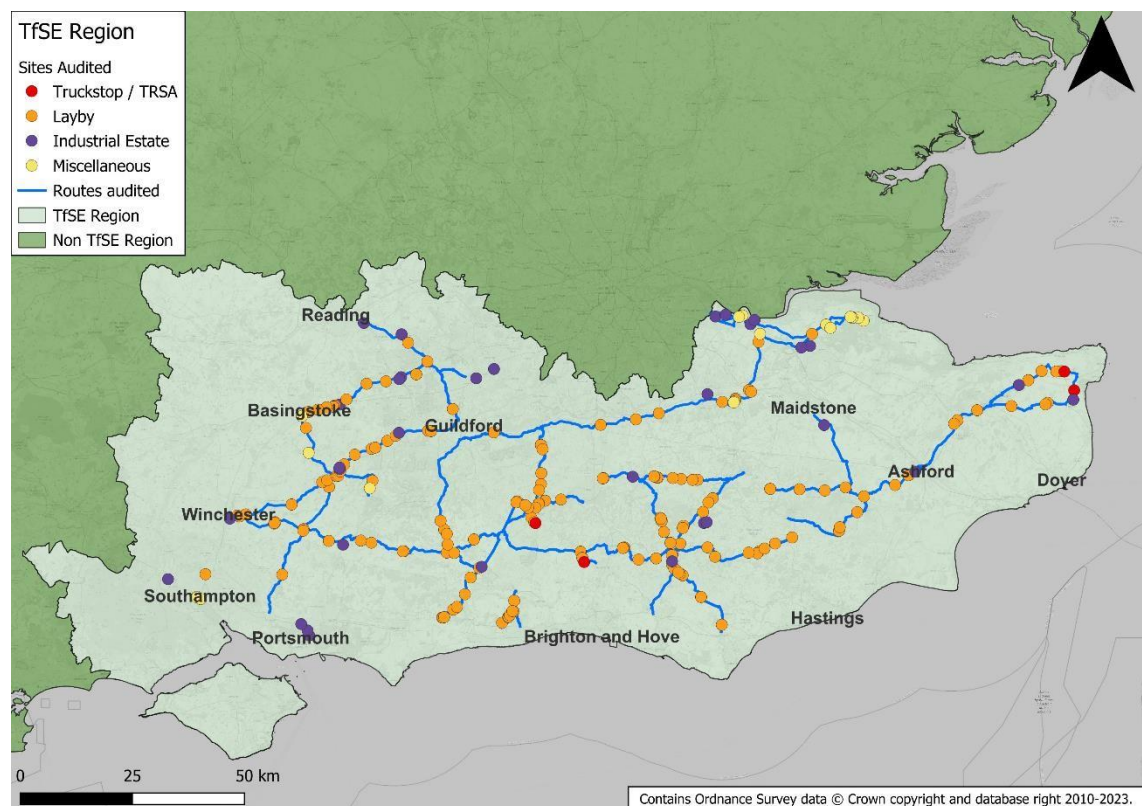 TfSE Region
Sites Audited
Truckstop / TRSA
Layby
Industrial Estate
Miscellaneous
Routes audited
TfSE Region
Non TfSE Region
Reading
Basingstoke
Guildford
Maidstone
Ashford
Dover
Winchester
Southampton
Portsmouth
Brighton and Hove
Hastings
0 25 50 km
Contains Ordnance Survey data © Crown copyright and database right 2010-2023.